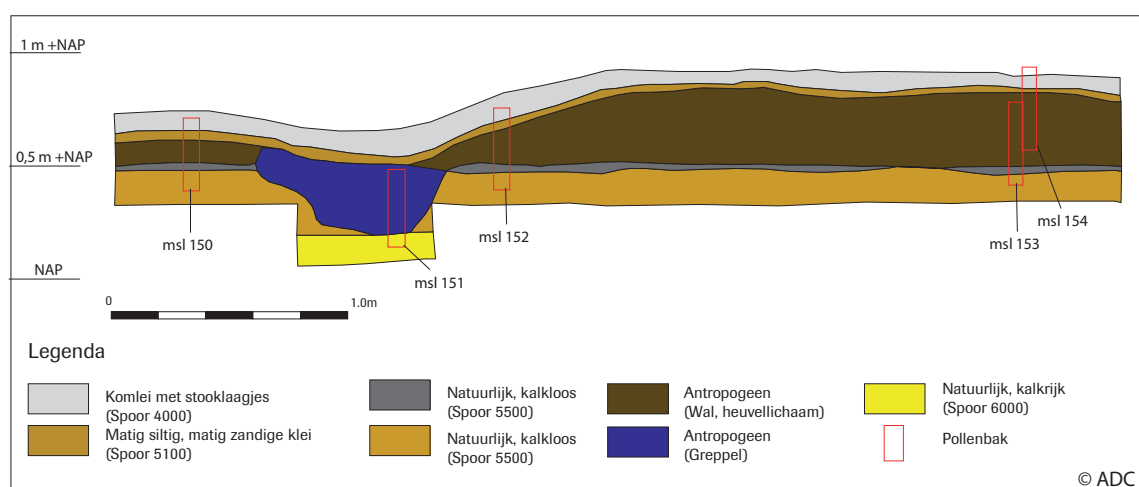 1 m +NAP
0,5 m +NAP
NAP
msl 150
msl 151
msl 152
msl 153
msl 154
0
1.0m
Legenda
Komlei met stooklaagjes
(Spoor 4000)
Matig siltig, matig zandige klei
(Spoor 5100)
Natuurlijk, kalkloos
(Spoor 5500)
Natuurlijk, kalkloos
(Spoor 5500)
Antropogeen
(Wal, heuvellichaam)
Antropogeen
(Greppel)
Natuurlijk, kalkrijk
(Spoor 6000)
Pollenbak
© ADC